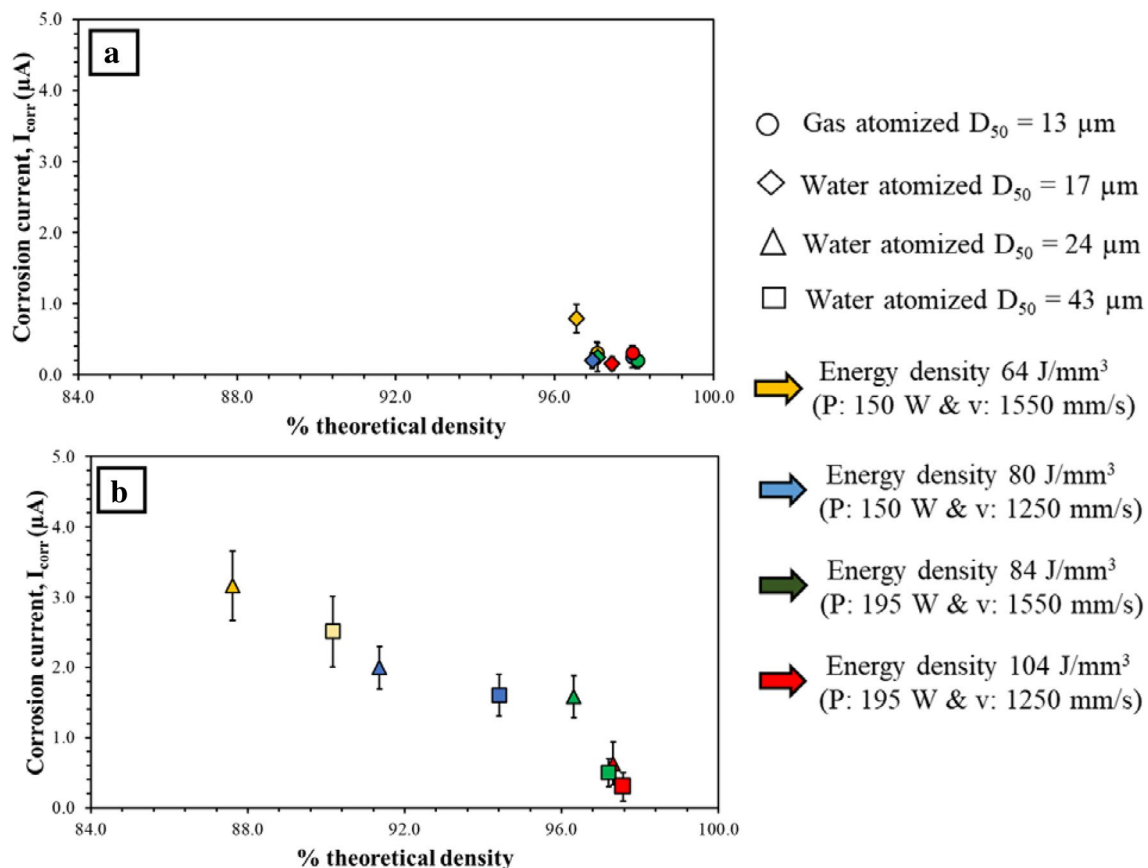 a
Corrosion current, Icorr (µA)
5.0
4.0
3.0
2.0
1.0
0.0
84.0 88.0 92.0 96.0 100.0
% theoretical density
b
Corrosion current, Icorr (µA)
5.0
4.0
3.0
2.0
1.0
0.0
84.0 88.0 92.0 96.0 100.0
% theoretical density
Gas atomized D50 = 13 µm
Water atomized D50 = 17 µm
Water atomized D50 = 24 µm
Water atomized D50 = 43 µm
Energy density 64 J/mm³
(P: 150 W & v: 1550 mm/s)
Energy density 80 J/mm³
(P: 150 W & v: 1250 mm/s)
Energy density 84 J/mm³
(P: 195 W & v: 1550 mm/s)
Energy density 104 J/mm³
(P: 195 W & v: 1250 mm/s)